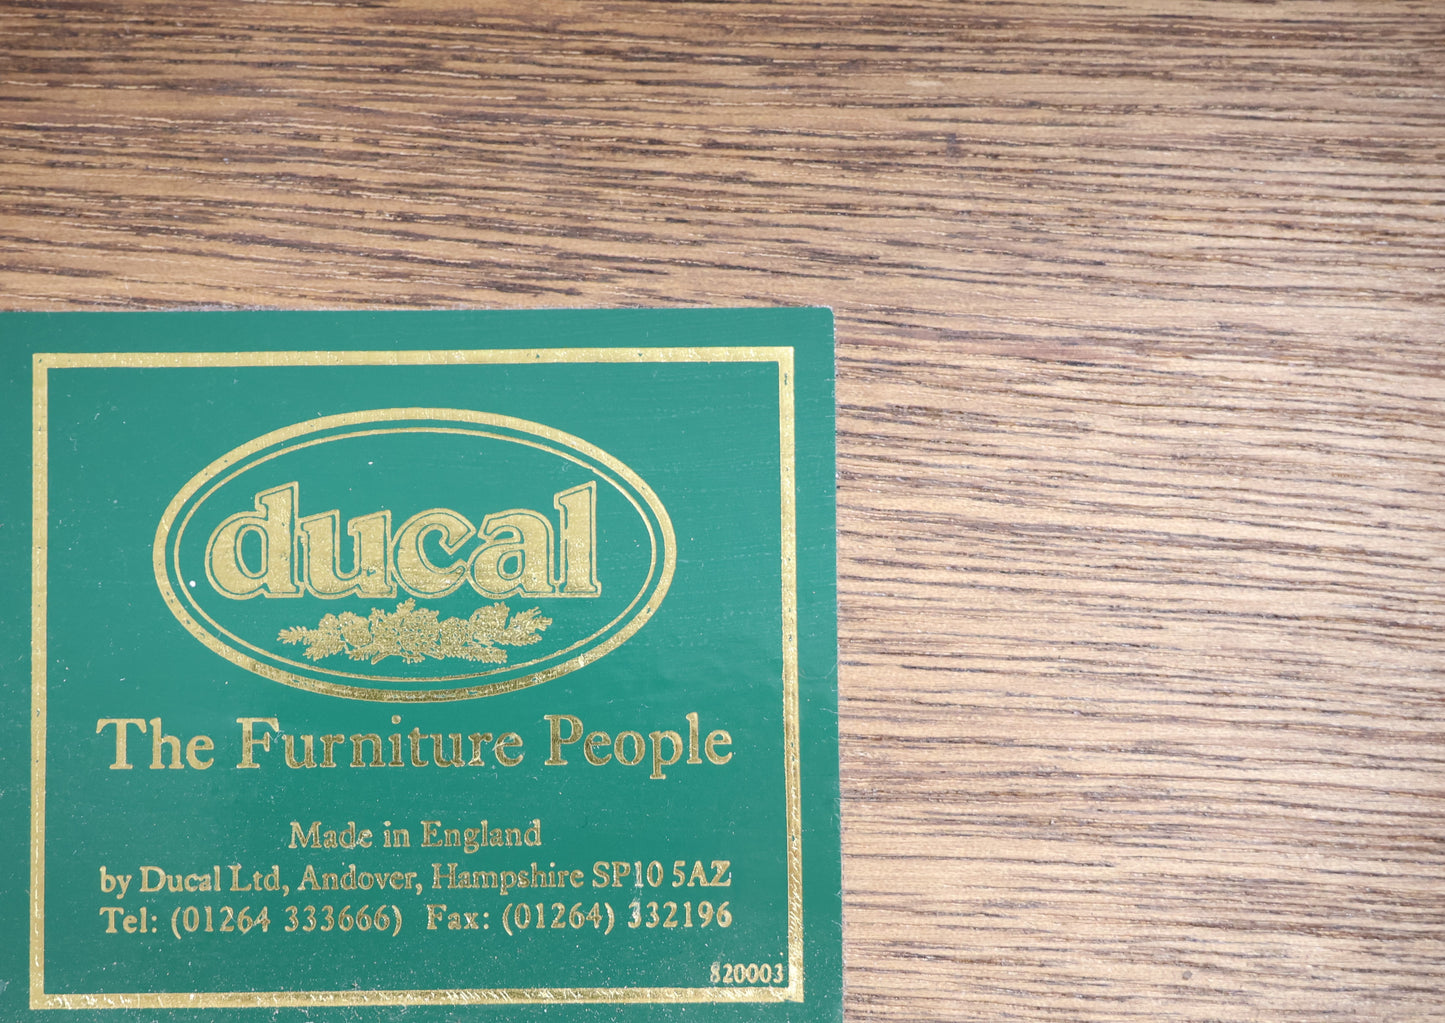 ducal
The Furniture People
Made in England
by Ducal Ltd, Andover, Hampshire SP10 5AZ
Tel: (01264 333666) Fax: (01264) 332196
820003